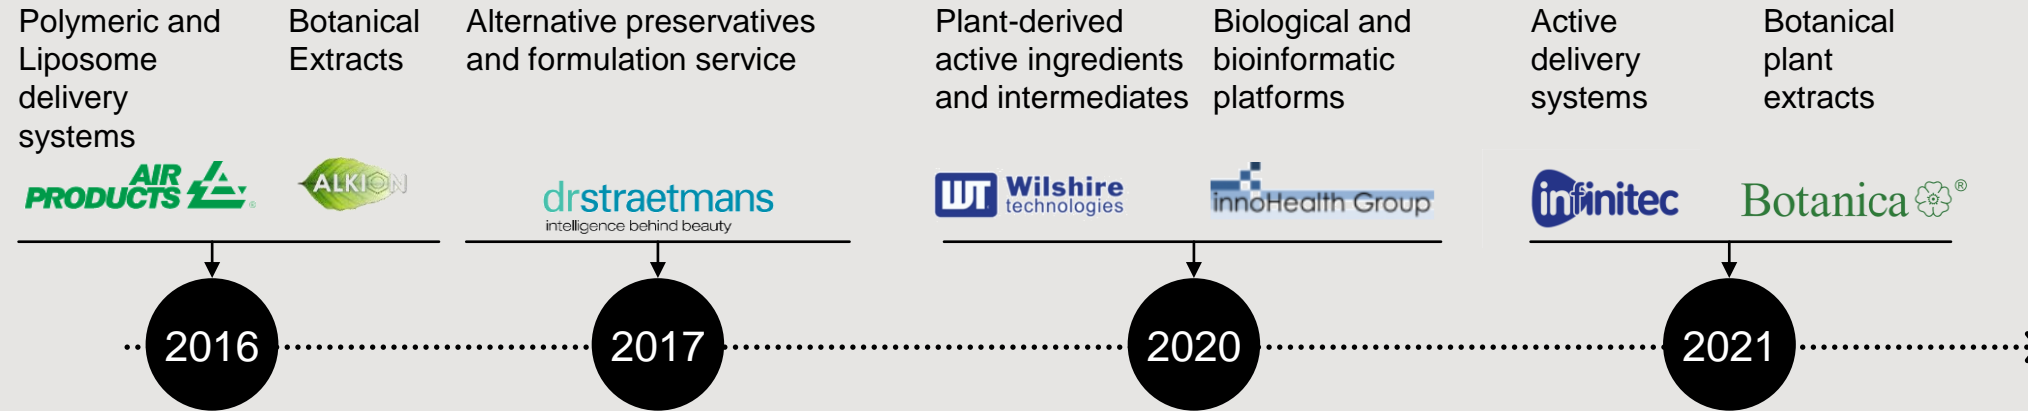 Polymeric and
Liposome
delivery
systems
Botanical
Extracts
Alternative preservatives
and formulation service
Plant-derived
active ingredients
and intermediates
Biological and
bioinformatic
platforms
Active
delivery
systems
Botanical
plant
extracts
AIR
PRODUCTS
ALKION
drstraetmans
intelligence behind beauty
WT Wilshire
technologies
innoHealth Group
infinitec
Botanica®
2016
2017
2020
2021